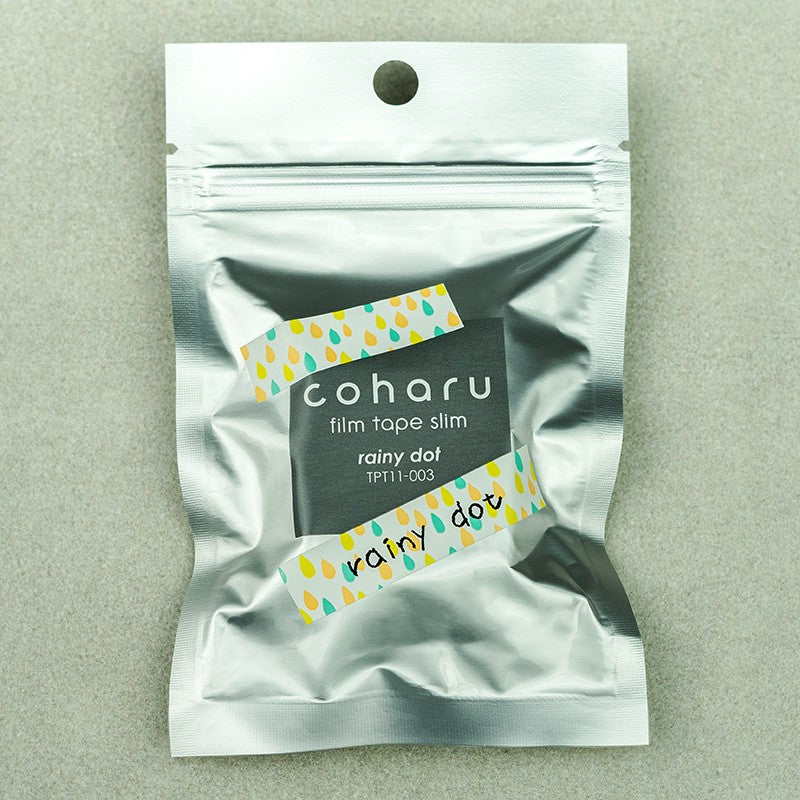 coharu
film tape slim
rainy dot
TPT11-003
rainy dot